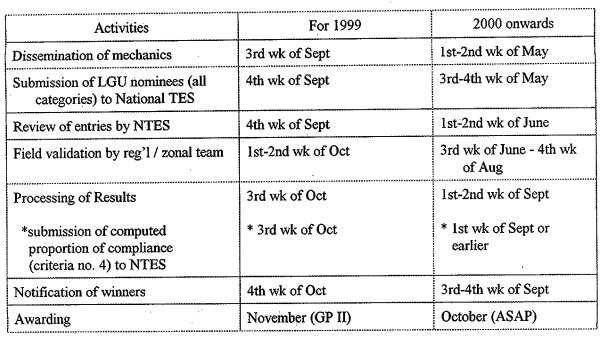 Activities For 1999 2000 onwards
Dissemination of mechanics 3rd wk of Sept 1st-2nd wk of May
Submission of LGU nominees (all 4th wk of Sept 3rd-4th wk of May
categories) to National TES
Review of entries by NTES 4th wk of Sept 1st-2nd wk of June
Field validation by reg'l / zonal team 1st-2nd wk of Oct 3rd wk of June - 4th wk
of Aug
Processing of Results 3rd wk of Oct 1st-2nd wk of Sept
*submission of computed * 3rd wk of Oct * 1st wk of Sept or
proportion of compliance earlier
(criteria no. 4) to NTES
Notification of winners 4th wk of Oct 3rd-4th wk of Sept
Awarding November (GP II) October (ASAP)